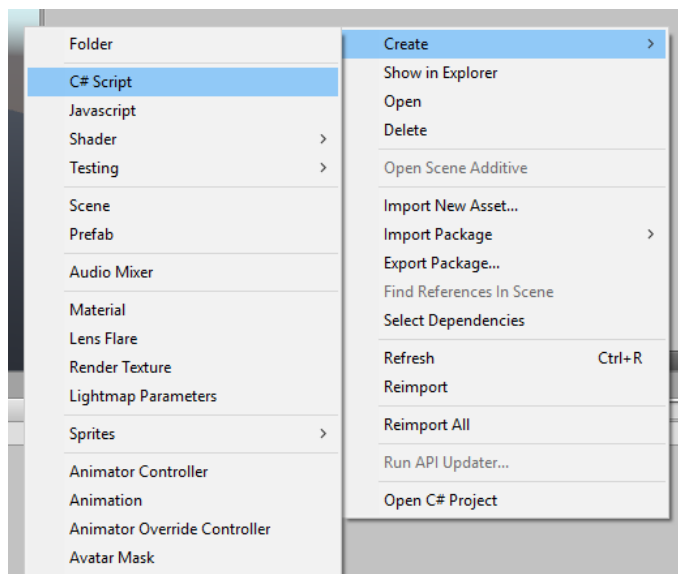 Folder
C# Script
Javascript
Shader
Testing
Scene
Prefab
Audio Mixer
Material
Lens Flare
Render Texture
Lightmap Parameters
Sprites
Animator Controller
Animation
Animator Override Controller
Avatar Mask
Create
Show in Explorer
Open
Delete
Open Scene Additive
Import New Asset...
Import Package
Export Package...
Find References In Scene
Select Dependencies
Refresh Ctrl+R
Reimport
Reimport All
Run API Updater...
Open C# Project